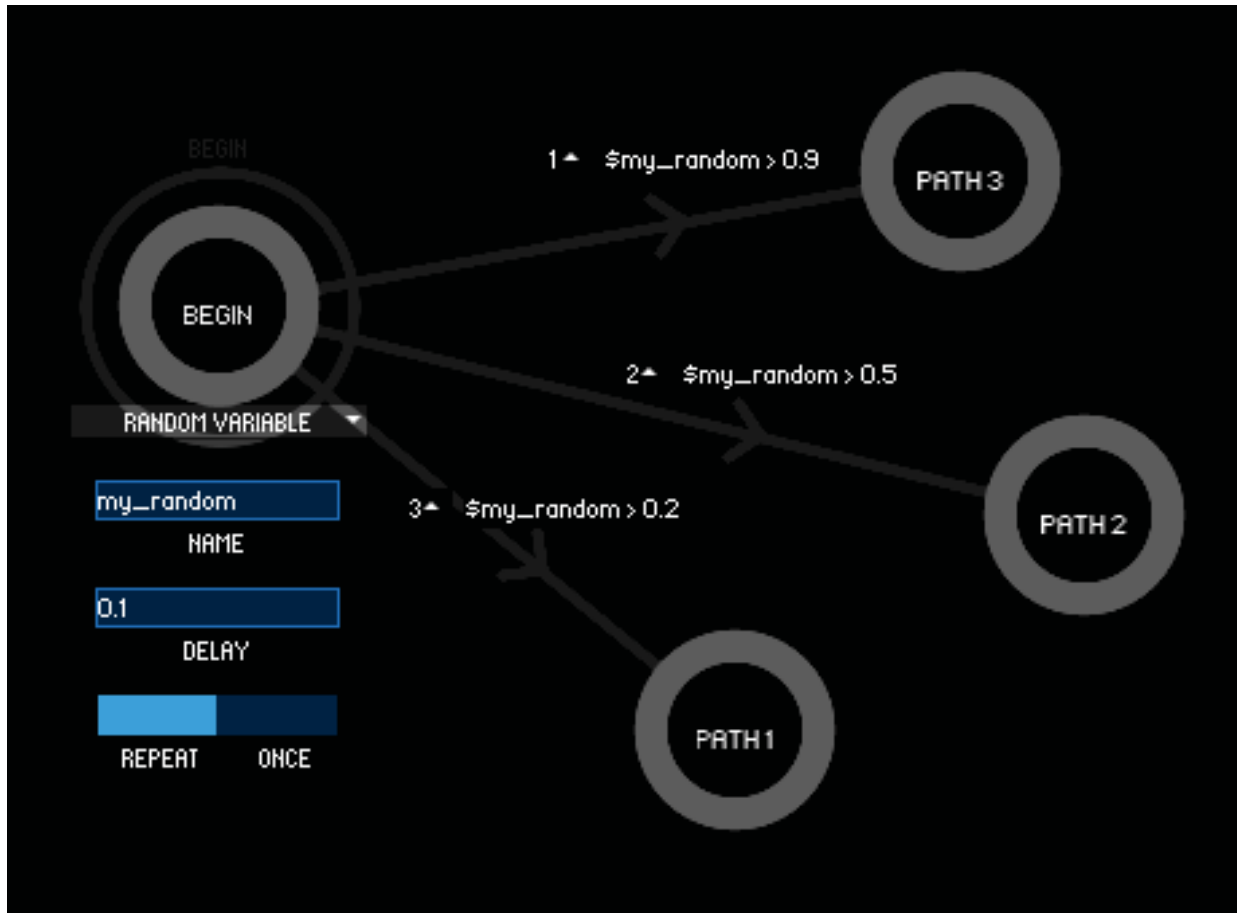 BEGIN
1 $my_random > 0.9
PATH 3
BEGIN
2 $my_random > 0.5
RANDOM VARIABLE
my_random
3 $my_random > 0.2
NAME
PATH 2
0.1
DELAY
PATH 1
REPEAT ONCE